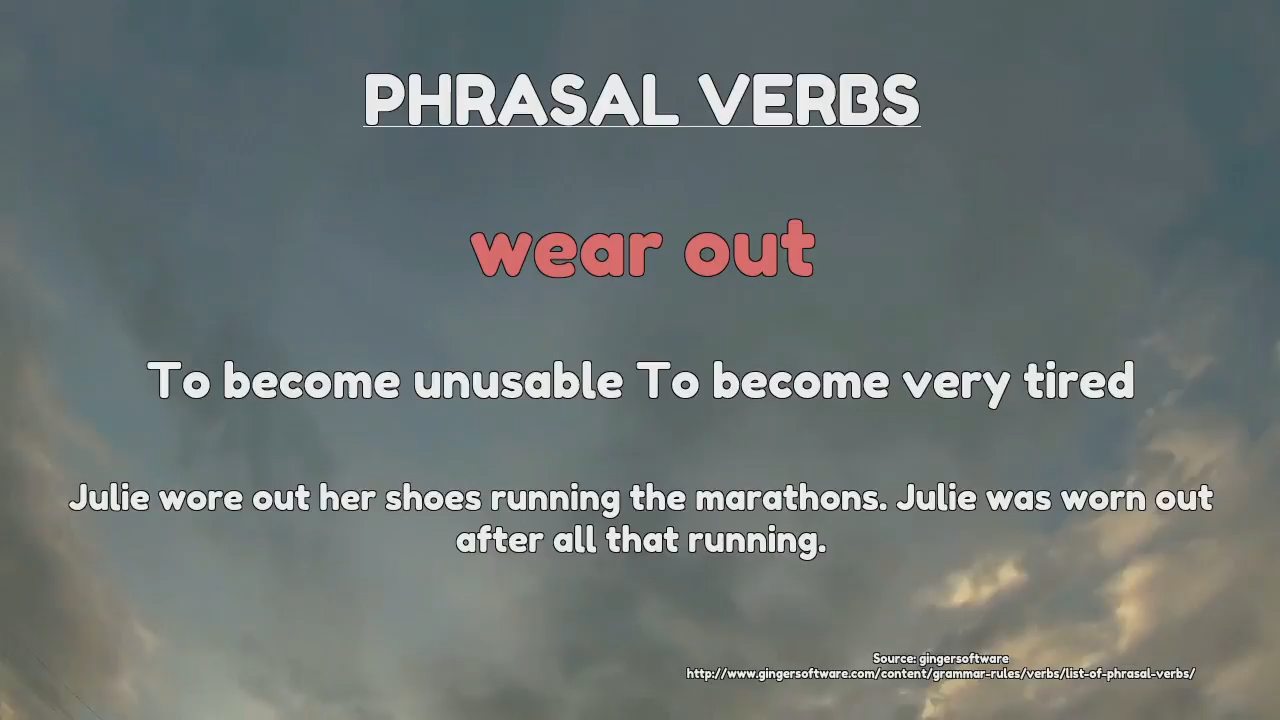 PHRASAL VERBS
wear out
To become unusable To become very tired
Julie wore out her shoes running the marathons. Julie was worn out
after all that running.
Source: gingersoftware
http://www.gingersoftware.com/content/grammar-rules/verbs/list-of-phrasal-verbs/